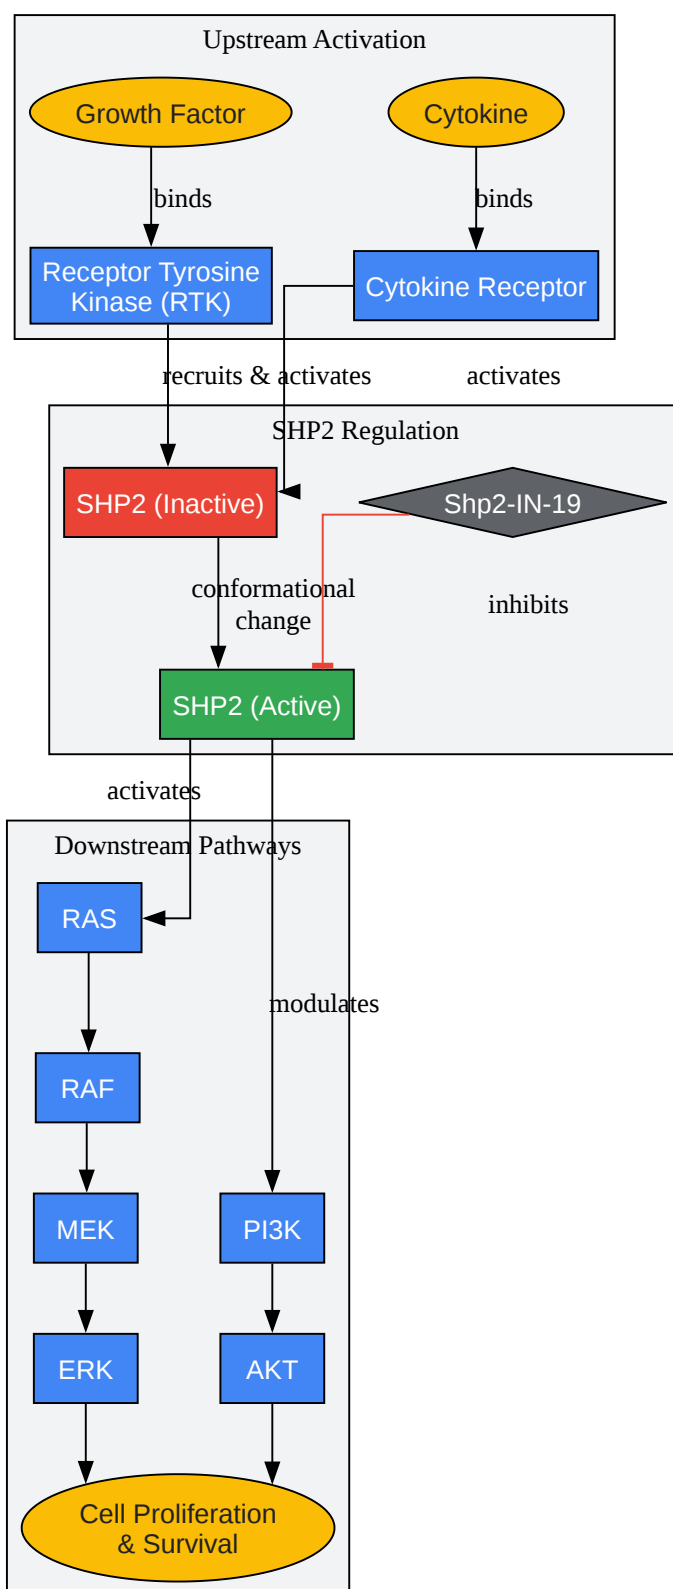 Upstream Activation
Growth Factor
Cytokine
binds
binds
Receptor Tyrosine
Kinase (RTK)
Cytokine Receptor
recruits & activates
activates
SHP2 Regulation
SHP2 (Inactive)
Shp2-IN-19
conformational
change
inhibits
SHP2 (Active)
activates
Downstream Pathways
RAS
modulates
RAF
MEK
PI3K
ERK
AKT
Cell Proliferation
& Survival